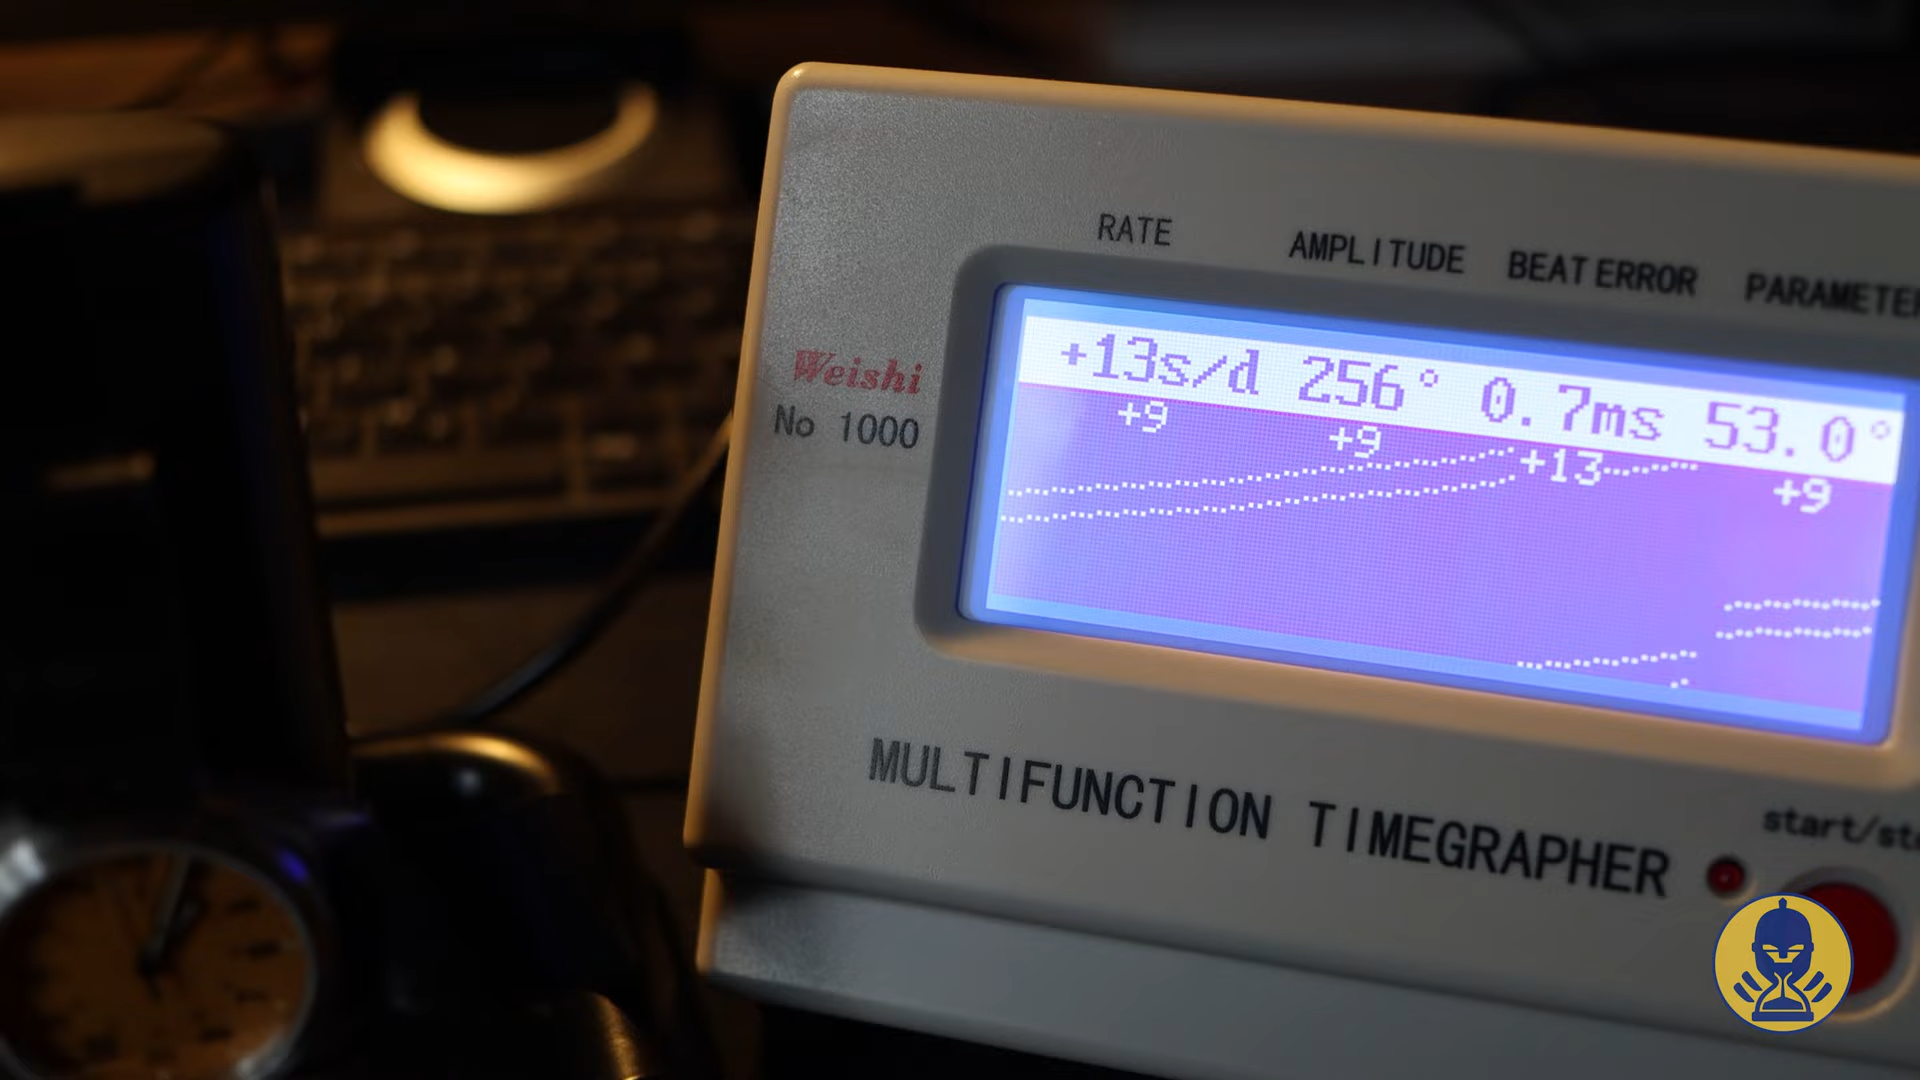 RATE AMPLITUDE BEAT ERROR PARAMETER
+13s/d 256° 0.7ms 53.0°
+9 +9 +13 +9
Weishi
No 1000
MULTIFUNCTION TIMEGRAPHER